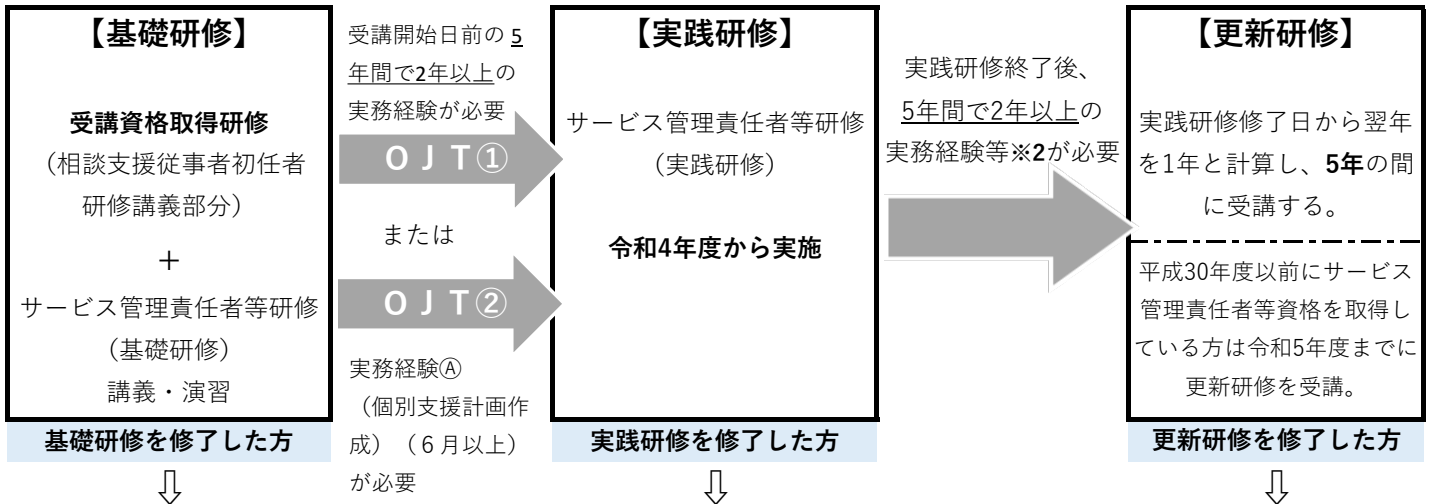 【基礎研修】
受講資格取得研修
（相談支援従事者初任者
研修講義部分）
＋
サービス管理責任者等研修
（基礎研修）
講義・演習
基礎研修を修了した方
⇩
受講開始日前の 5
年間で2年以上の
実務経験が必要
ＯＪＴ①
または
ＯＪＴ②
実務経験Ⓐ
（個別支援計画作
成）（６月以上）
が必要
【実践研修】
サービス管理責任者等研修
（実践研修）
令和4年度から実施
実践研修を修了した方
⇩
実践研修終了後、
5年間で2年以上の
実務経験等※2が必要
【更新研修】
実践研修修了日から翌年
を1年と計算し、5年の間
に受講する。
平成30年度以前にサービス
管理責任者等資格を取得し
ている方は令和5年度までに
更新研修を受講。
更新研修を修了した方
⇩